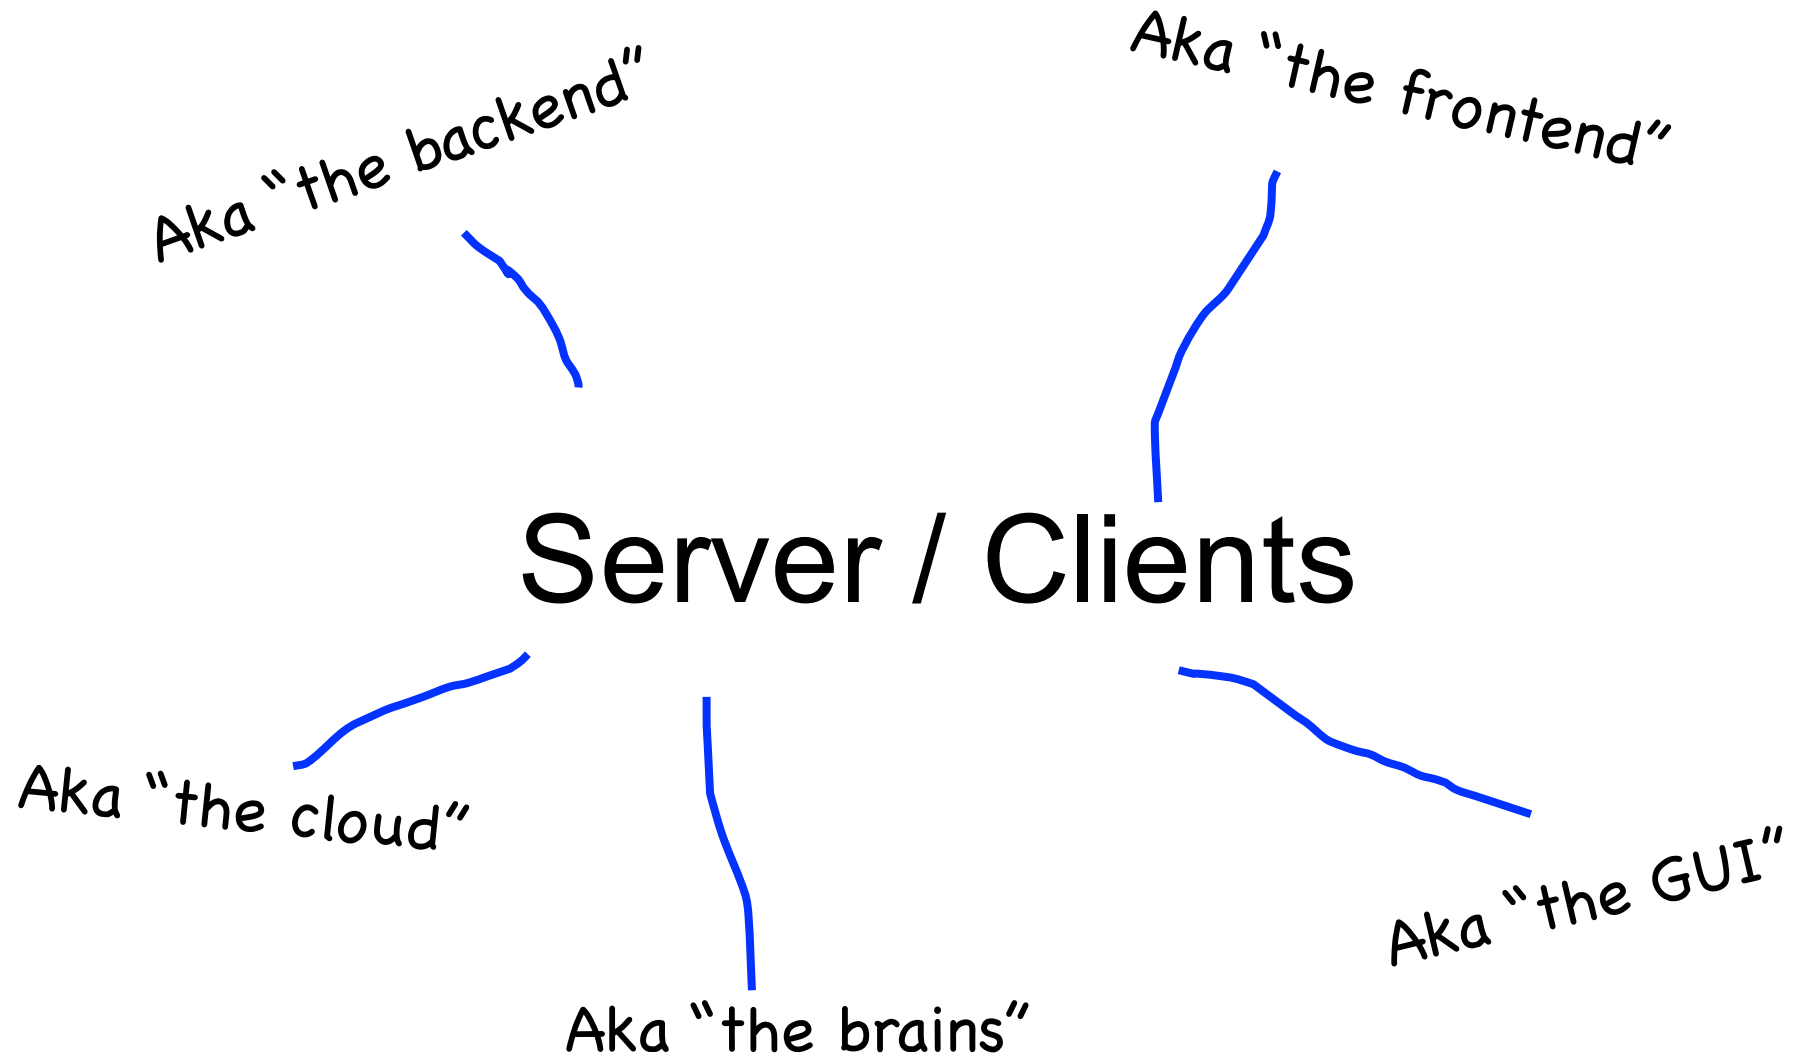 Aka “the backend”
Aka “the frontend”
Server / Clients
Aka “the cloud”
Aka “the GUI”
Aka “the brains”